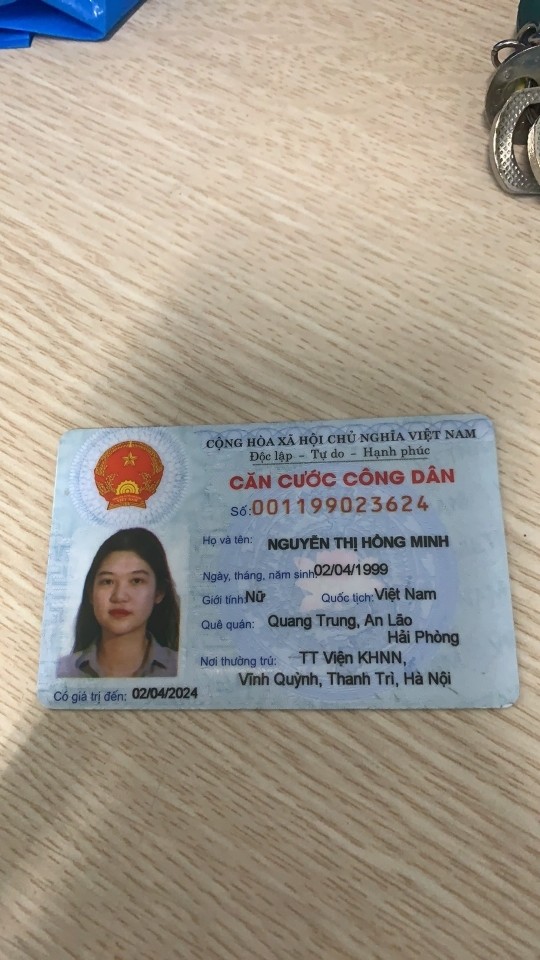 CỘNG HÒA XÃ HỘI CHỦ NGHĨA VIỆT NAM
Độc lập - Tự do - Hạnh phúc
CĂN CƯỚC CÔNG DÂN
Số: 001199023624
Họ và tên: NGUYỄN THỊ HỒNG MINH
Ngày, tháng, năm sinh: 02/04/1999
Giới tính: Nữ Quốc tịch: Việt Nam
Quê quán: Quang Trung, An Lão
Hải Phòng
Nơi thường trú: TT Viện KHNN,
Vĩnh Quỳnh, Thanh Trì, Hà Nội
Có giá trị đến: 02/04/2024